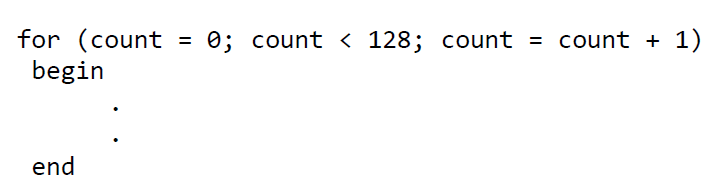 for (count = 0; count < 128; count = count + 1)
begin
.
.
end